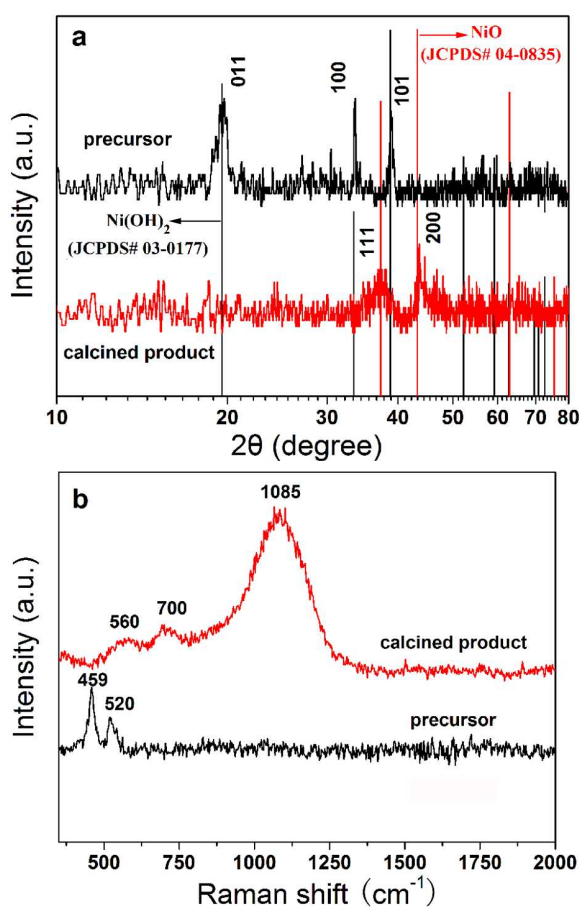 a
NiO
(JCPDS# 04-0835)
011
100
101
precursor
Ni(OH)2
(JCPDS# 03-0177)
111
200
calcined product
Intensity (a.u.)
10 20 30 40 50 60 70 80
2θ (degree)
b
1085
560
700
calcined product
459
520
precursor
Intensity (a.u.)
500 750 1000 1250 1500 1750 2000
Raman shift (cm-1)